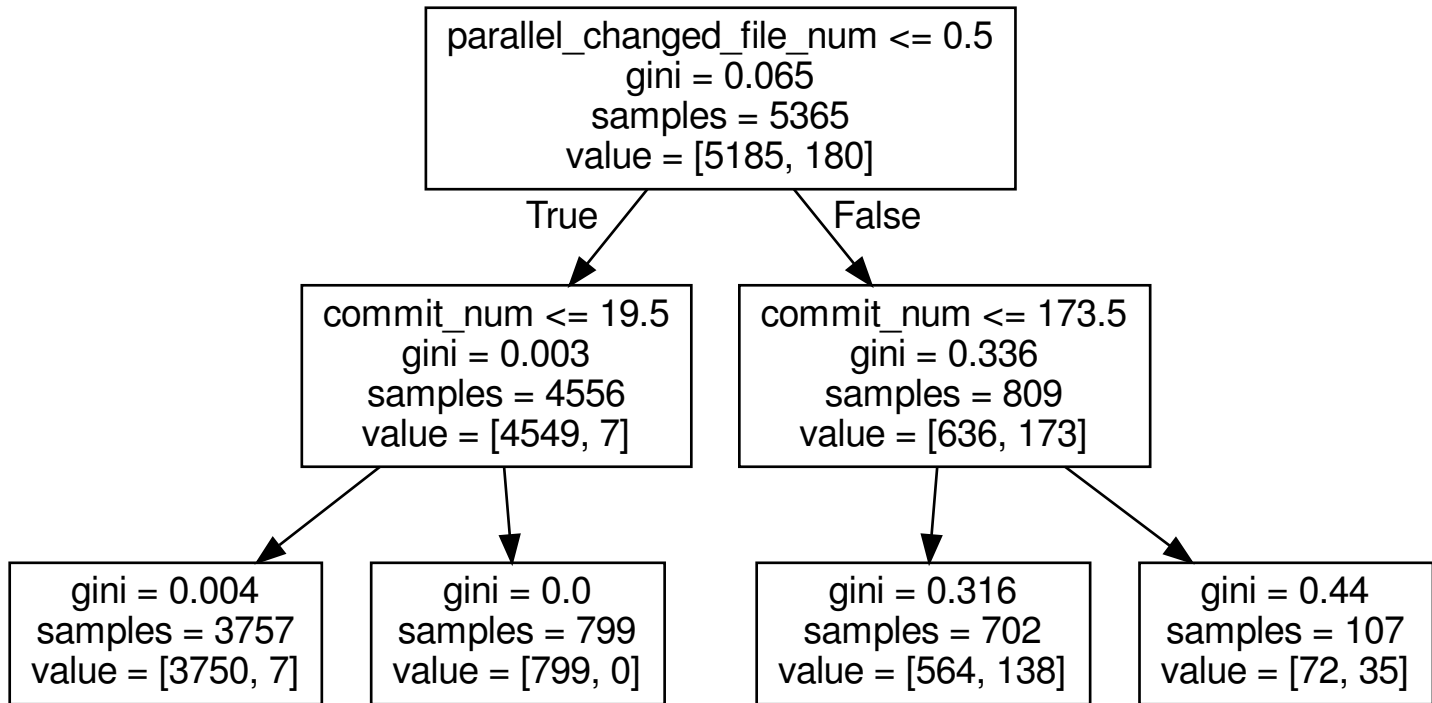 parallel_changed_file_num <= 0.5
gini = 0.065
samples = 5365
value = [5185, 180]
True
False
commit_num <= 19.5
gini = 0.003
samples = 4556
value = [4549, 7]
commit_num <= 173.5
gini = 0.336
samples = 809
value = [636, 173]
gini = 0.004
samples = 3757
value = [3750, 7]
gini = 0.0
samples = 799
value = [799, 0]
gini = 0.316
samples = 702
value = [564, 138]
gini = 0.44
samples = 107
value = [72, 35]